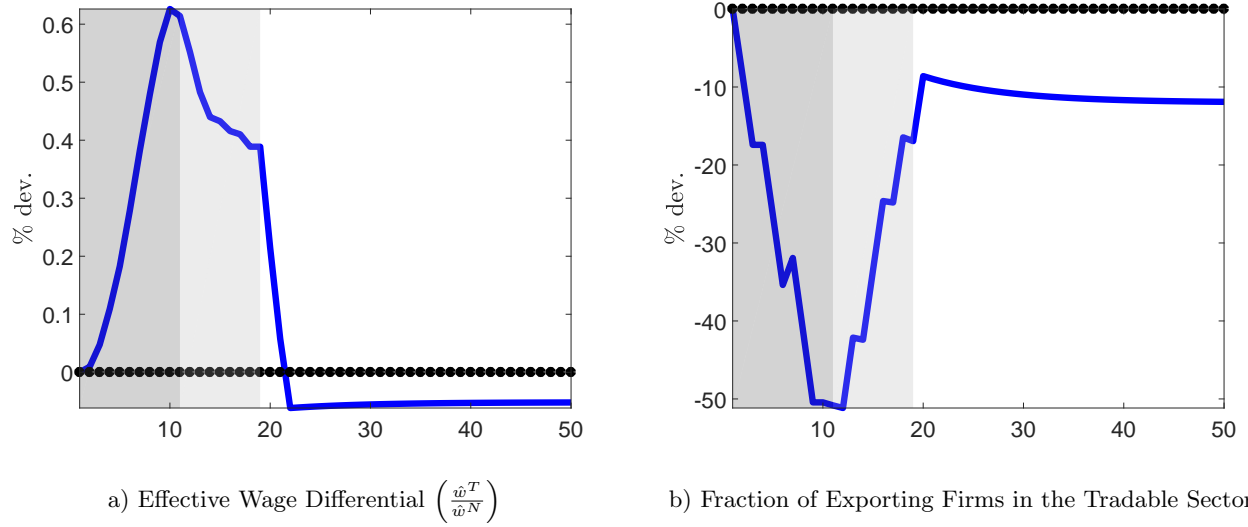 0.6
0.5
0.4
0.3
0.2
0.1
0
% dev.
10 20 30 40 50
a) Effective Wage Differential (ŵ^T / ŵ^N)
0
-10
-20
-30
-40
-50
% dev.
10 20 30 40 50
b) Fraction of Exporting Firms in the Tradable Sector